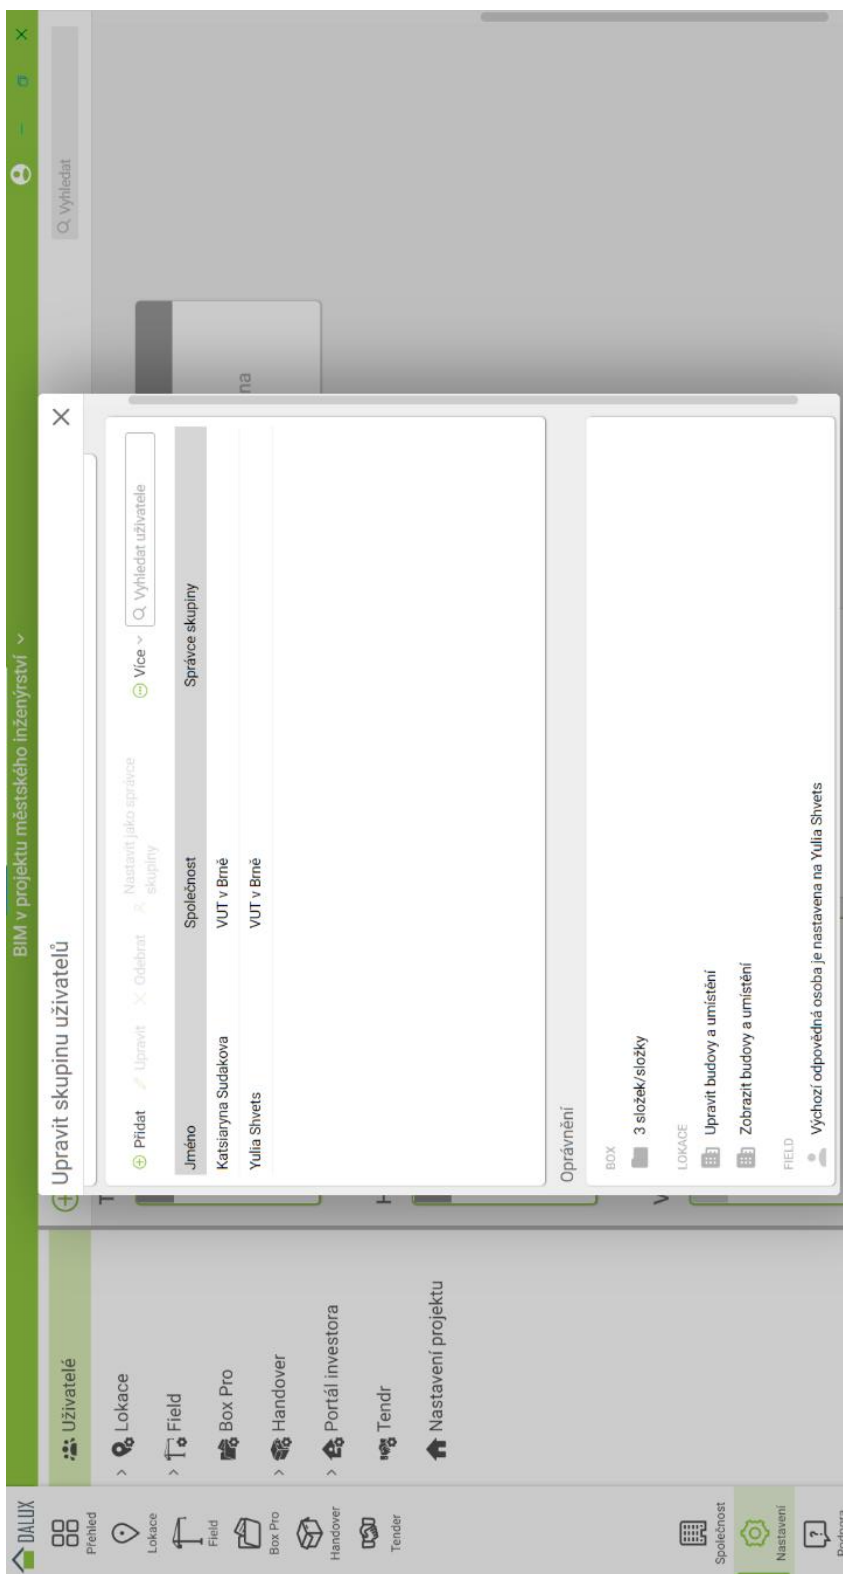 DALUX
BIM v projektu městského inženýrství
Přehled
Lokace
Field
Box Pro
Handover
Tender
Společnost
Nastavení
Podpora
Uživatelé
Lokace
Field
Box Pro
Handover
Portál investora
Tendr
Nastavení projektu
Vyhledat
na
Upravit skupinu uživatelů
Přidat
Upravit
Odebrat
Nastavit jako správce
skupiny
Více
Vyhledat uživatele
Jméno Společnost Správce skupiny
Katsiaryna Sudakova VUT v Brně
Yulia Shvets VUT v Brně
Oprávnění
BOX
3 složek/složky
LOKACE
Upravit budovy a umístění
Zobrazit budovy a umístění
FIELD
Výchozí odpovědná osoba je nastavena na Yulia Shvets